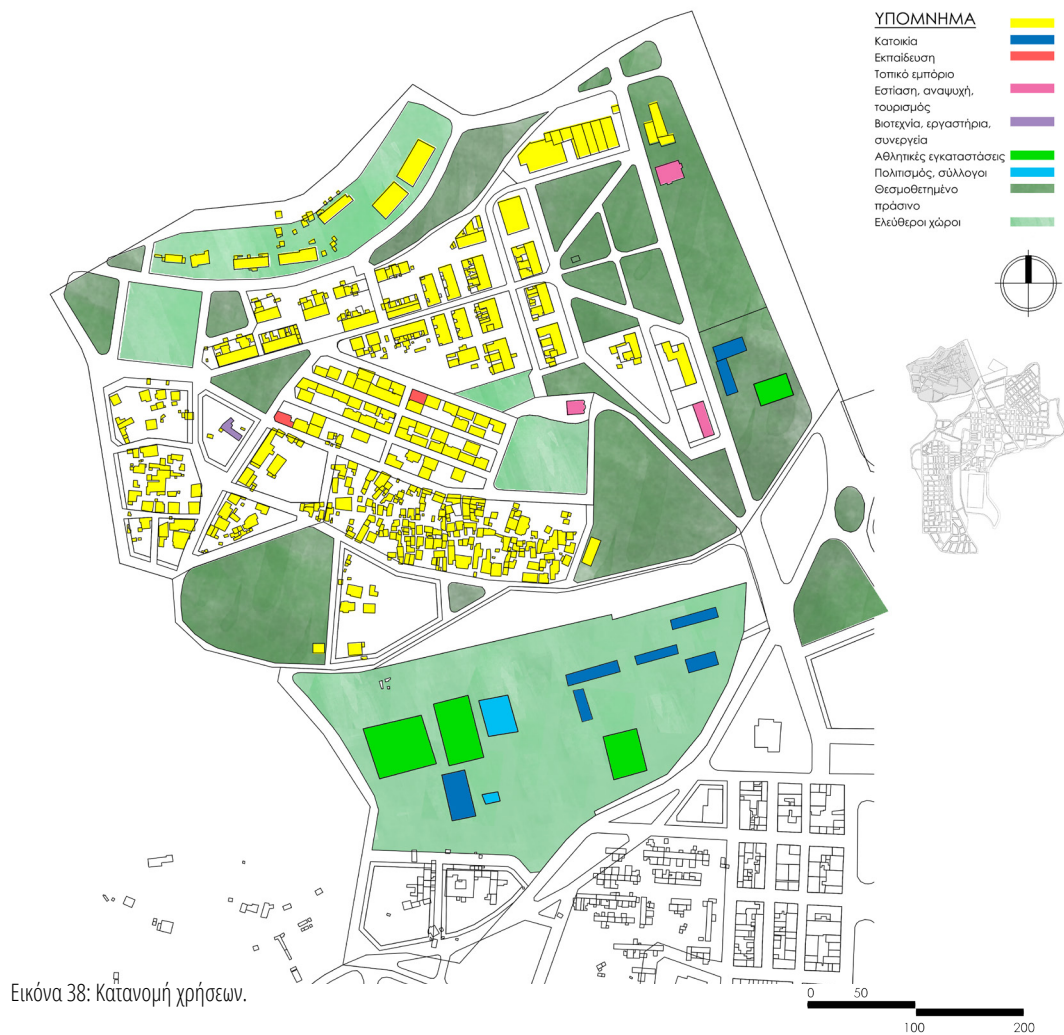 ΥΠΟΜΝΗΜΑ
Κατοικία
Εκπαίδευση
Τοπικό εμπόριο
Εστίαση, αναψυχή,
τουρισμός
Βιοτεχνία, εργαστήρια,
συνεργεία
Αθλητικές εγκαταστάσεις
Πολιτισμός, σύλλογοι
Θεσμοθετημένο
πράσινο
Ελεύθεροι χώροι
Εικόνα 38: Κατανομή χρήσεων.
0 50
100 200